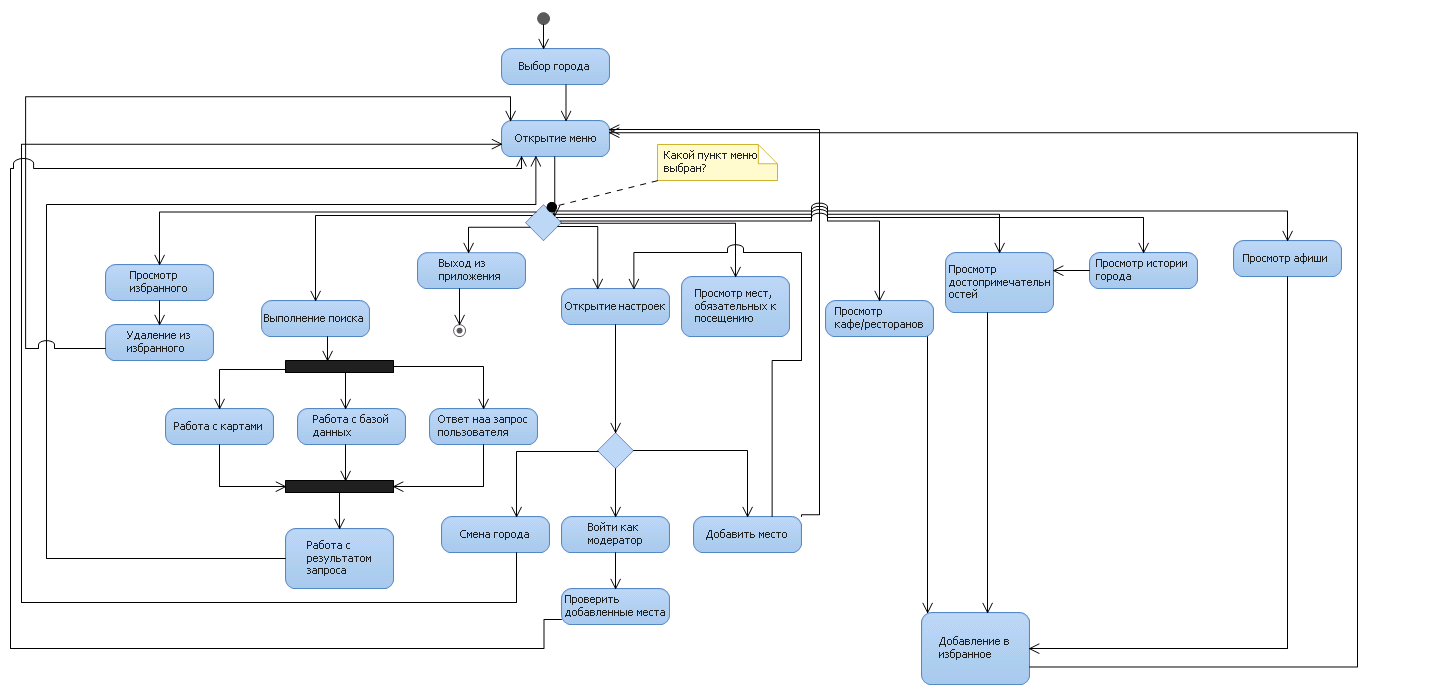 Выбор города
Открытие меню
Какой пункт меню
выбран?
Просмотр
избранного
Удаление из
избранного
Выполнение поиска
Выход из
приложения
Открытие настроек
Просмотр мест,
обязательных к
посещению
Просмотр
кафе/ресторанов
Просмотр
достопримечательн
остей
Просмотр истории
города
Просмотр афиши
Работа с картами
Работа с базой
данных
Ответ наа запрос
пользователя
Работа с
результатом
запроса
Смена города
Войти как
модератор
Добавить место
Проверить
добавленные места
Добавление в
избранное